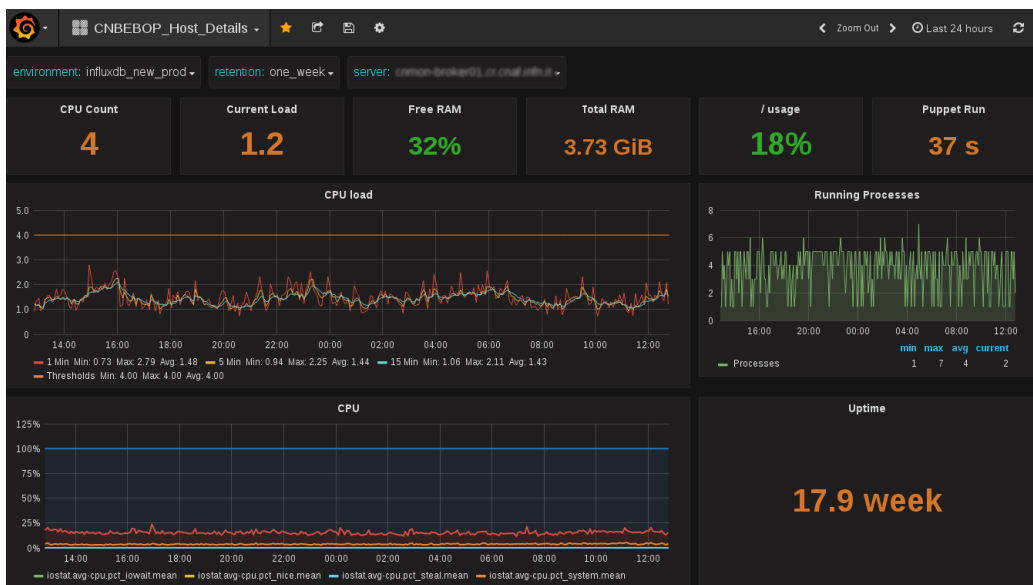 CNBEBOP_Host_Details
Zoom Out
Last 24 hours
environment: influxdb_new_prod
retention: one_week
server:
CPU Count
Current Load
Free RAM
Total RAM
/ usage
Puppet Run
4
1.2
32%
3.73 GiB
18%
37 s
CPU load
5.0
4.0
3.0
2.0
1.0
0
14:00 16:00 18:00 20:00 22:00 00:00 02:00 04:00 06:00 08:00 10:00 12:00
1 Min Min: 0.73 Max: 2.79 Avg: 1.48 5 Min Min: 0.94 Max: 2.25 Avg: 1.44 15 Min Min: 1.06 Max: 2.11 Avg: 1.43
Thresholds Min: 4.00 Max: 4.00 Avg: 4.00
Running Processes
8
6
4
2
0
16:00 20:00 00:00 04:00 08:00 12:00
min max avg current
Processes 1 7 4 2
CPU
125%
100%
75%
50%
25%
0%
14:00 16:00 18:00 20:00 22:00 00:00 02:00 04:00 06:00 08:00 10:00 12:00
iostat.avg-cpu.pct_iowait.mean iostat.avg-cpu.pct_nice.mean iostat.avg-cpu.pct_steal.mean iostat.avg-cpu.pct_system.mean
Uptime
17.9 week